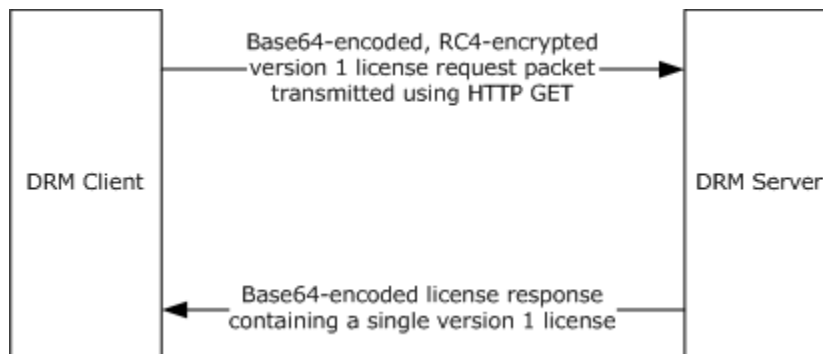 Base64-encoded, RC4-encrypted
version 1 license request packet
transmitted using HTTP GET
DRM Client
DRM Server
Base64-encoded license response
containing a single version 1 license